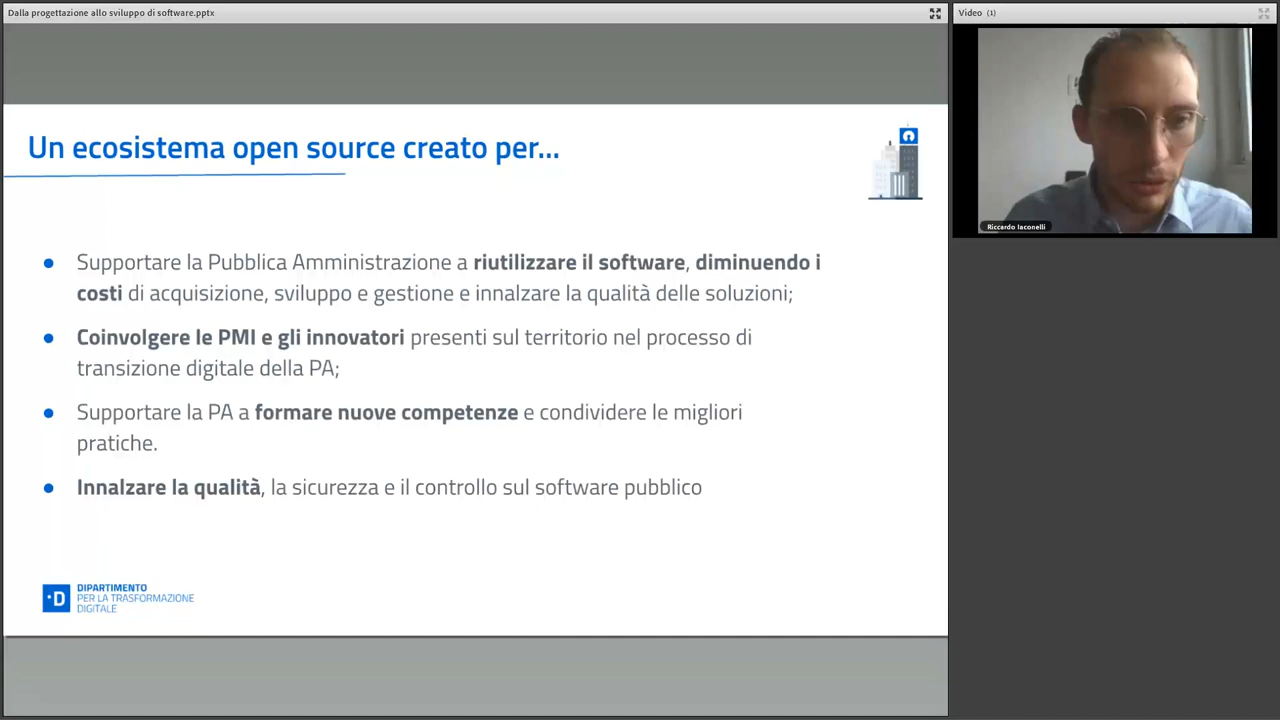 Dalla progettazione allo sviluppo di software.pptx
Video (1)
Un ecosistema open source creato per...
● Supportare la Pubblica Amministrazione a riutilizzare il software, diminuendo i
costi di acquisizione, sviluppo e gestione e innalzare la qualità delle soluzioni;
● Coinvolgere le PMI e gli innovatori presenti sul territorio nel processo di
transizione digitale della PA;
● Supportare la PA a formare nuove competenze e condividere le migliori
pratiche.
● Innalzare la qualità, la sicurezza e il controllo sul software pubblico
Riccardo Iaconelli
·D
DIPARTIMENTO
PER LA TRASFORMAZIONE
DIGITALE